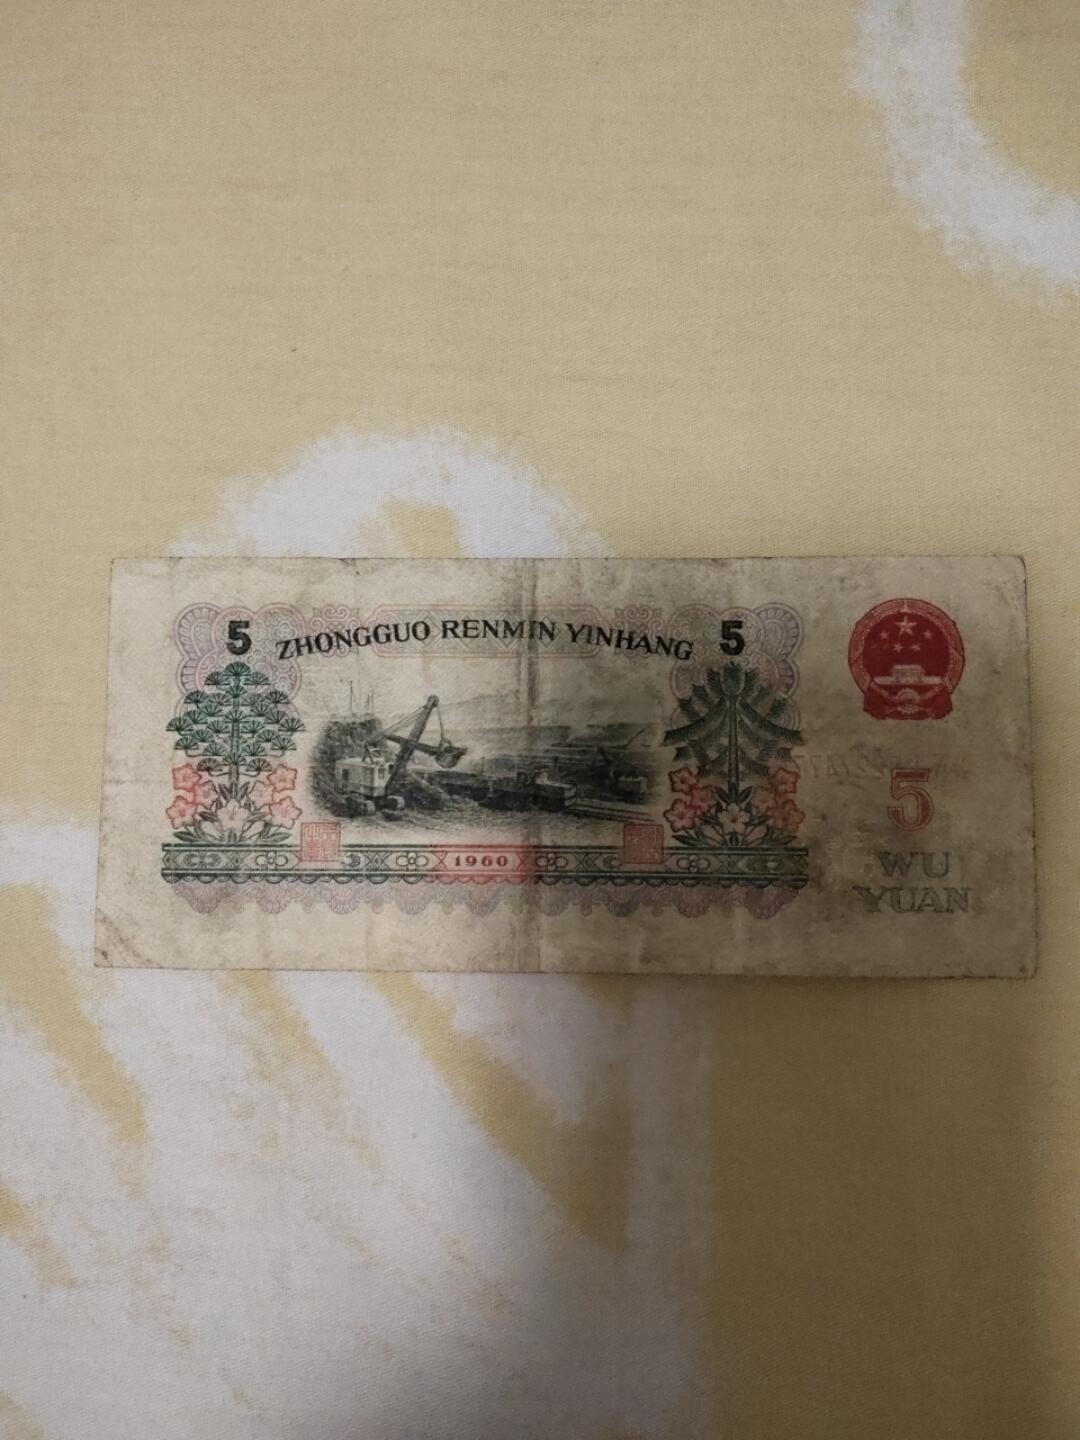 5 ZHONGGUO RENMIN YINHANG 5
5
1960
WU
YUAN